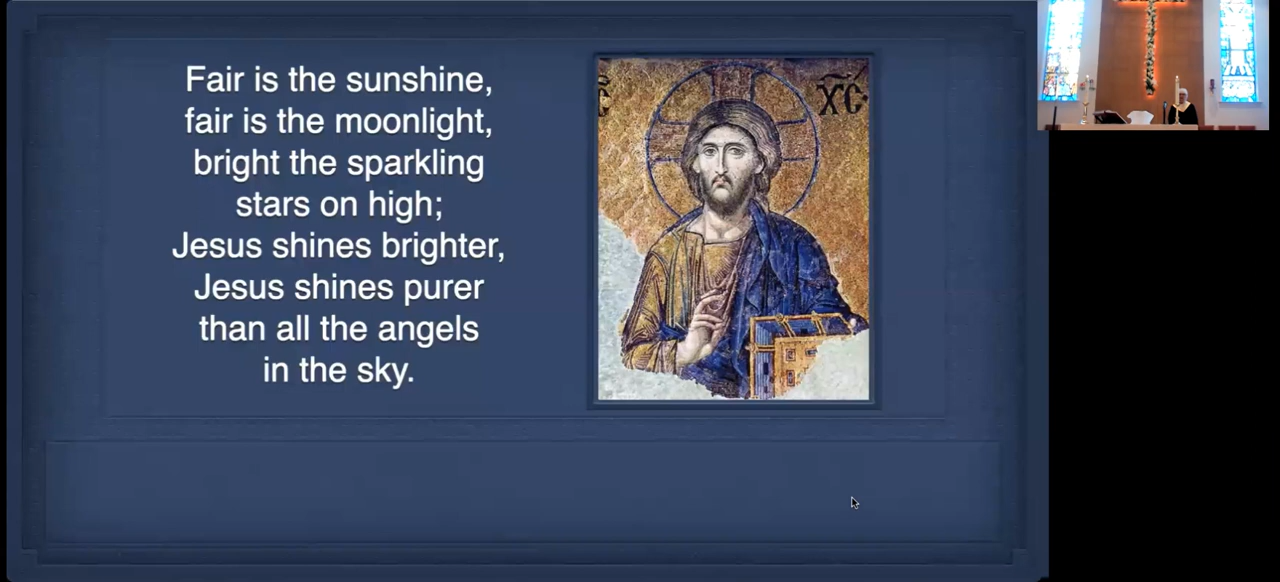 Fair is the sunshine,
fair is the moonlight,
bright the sparkling
stars on high;
Jesus shines brighter,
Jesus shines purer
than all the angels
in the sky.
X͞C